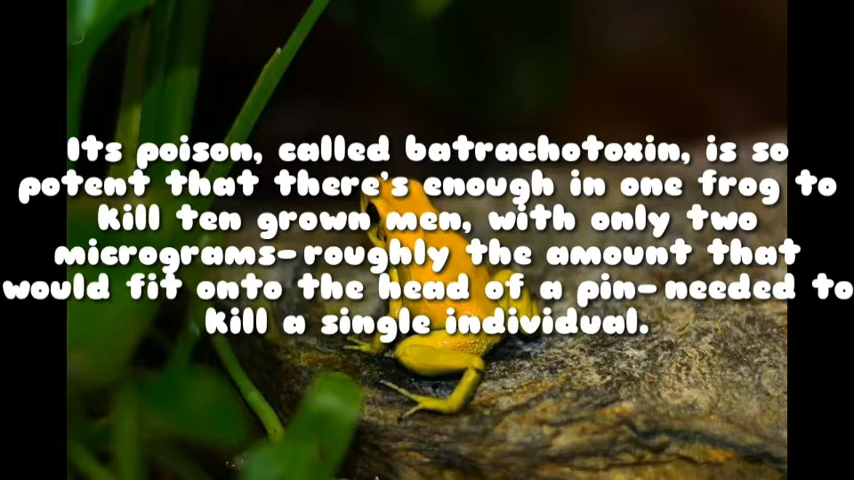 Its poison, called batrachotoxin, is so
potent that there's enough in one frog to
kill ten grown men, with only two
micrograms-roughly the amount that
would fit onto the head of a pin-needed to
kill a single individual.